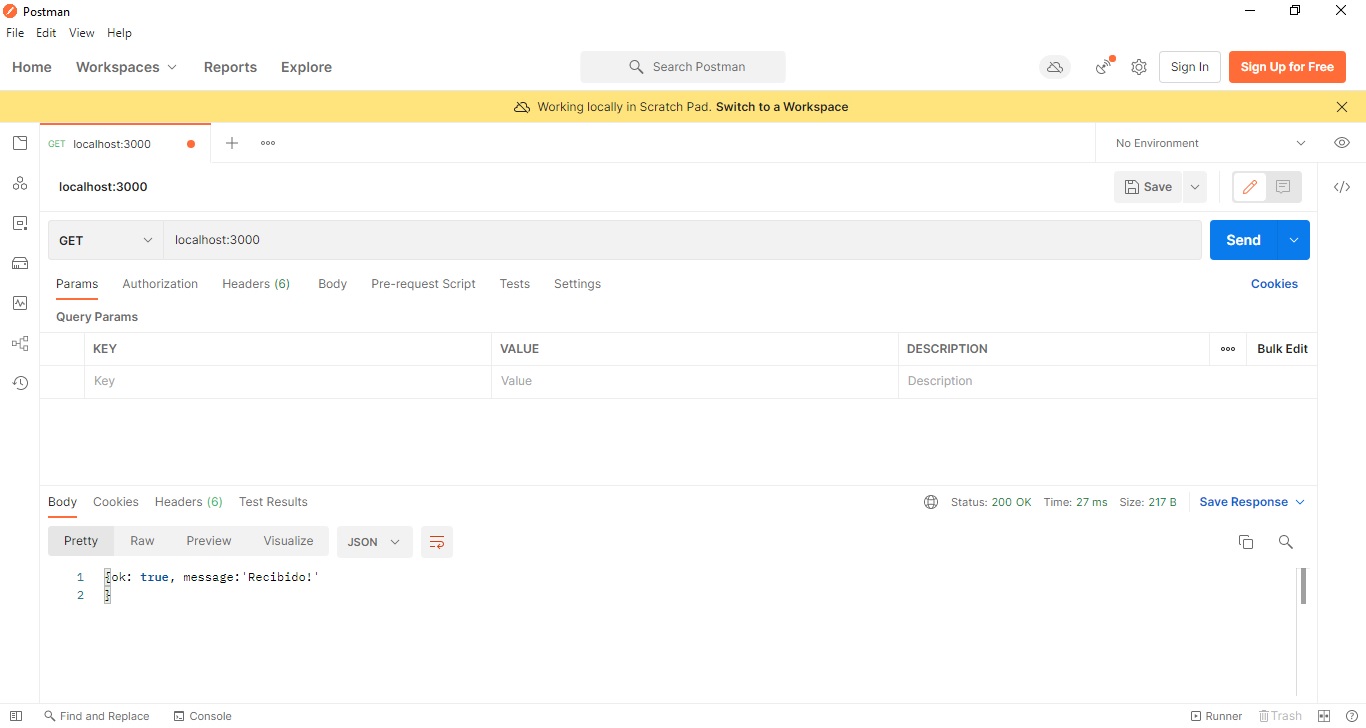 Postman
File Edit View Help
Home Workspaces Reports Explore Search Postman Sign In Sign Up for Free
Working locally in Scratch Pad. Switch to a Workspace
GET localhost:3000 No Environment
localhost:3000 Save
GET localhost:3000 Send
Params Authorization Headers (6) Body Pre-request Script Tests Settings Cookies
Query Params
KEY VALUE DESCRIPTION Bulk Edit
Key Value Description
Body Cookies Headers (6) Test Results Status: 200 OK Time: 27 ms Size: 217 B Save Response
Pretty Raw Preview Visualize JSON
1 {ok: true, message:'Recibido!'
2 }
Find and Replace Console Runner Trash